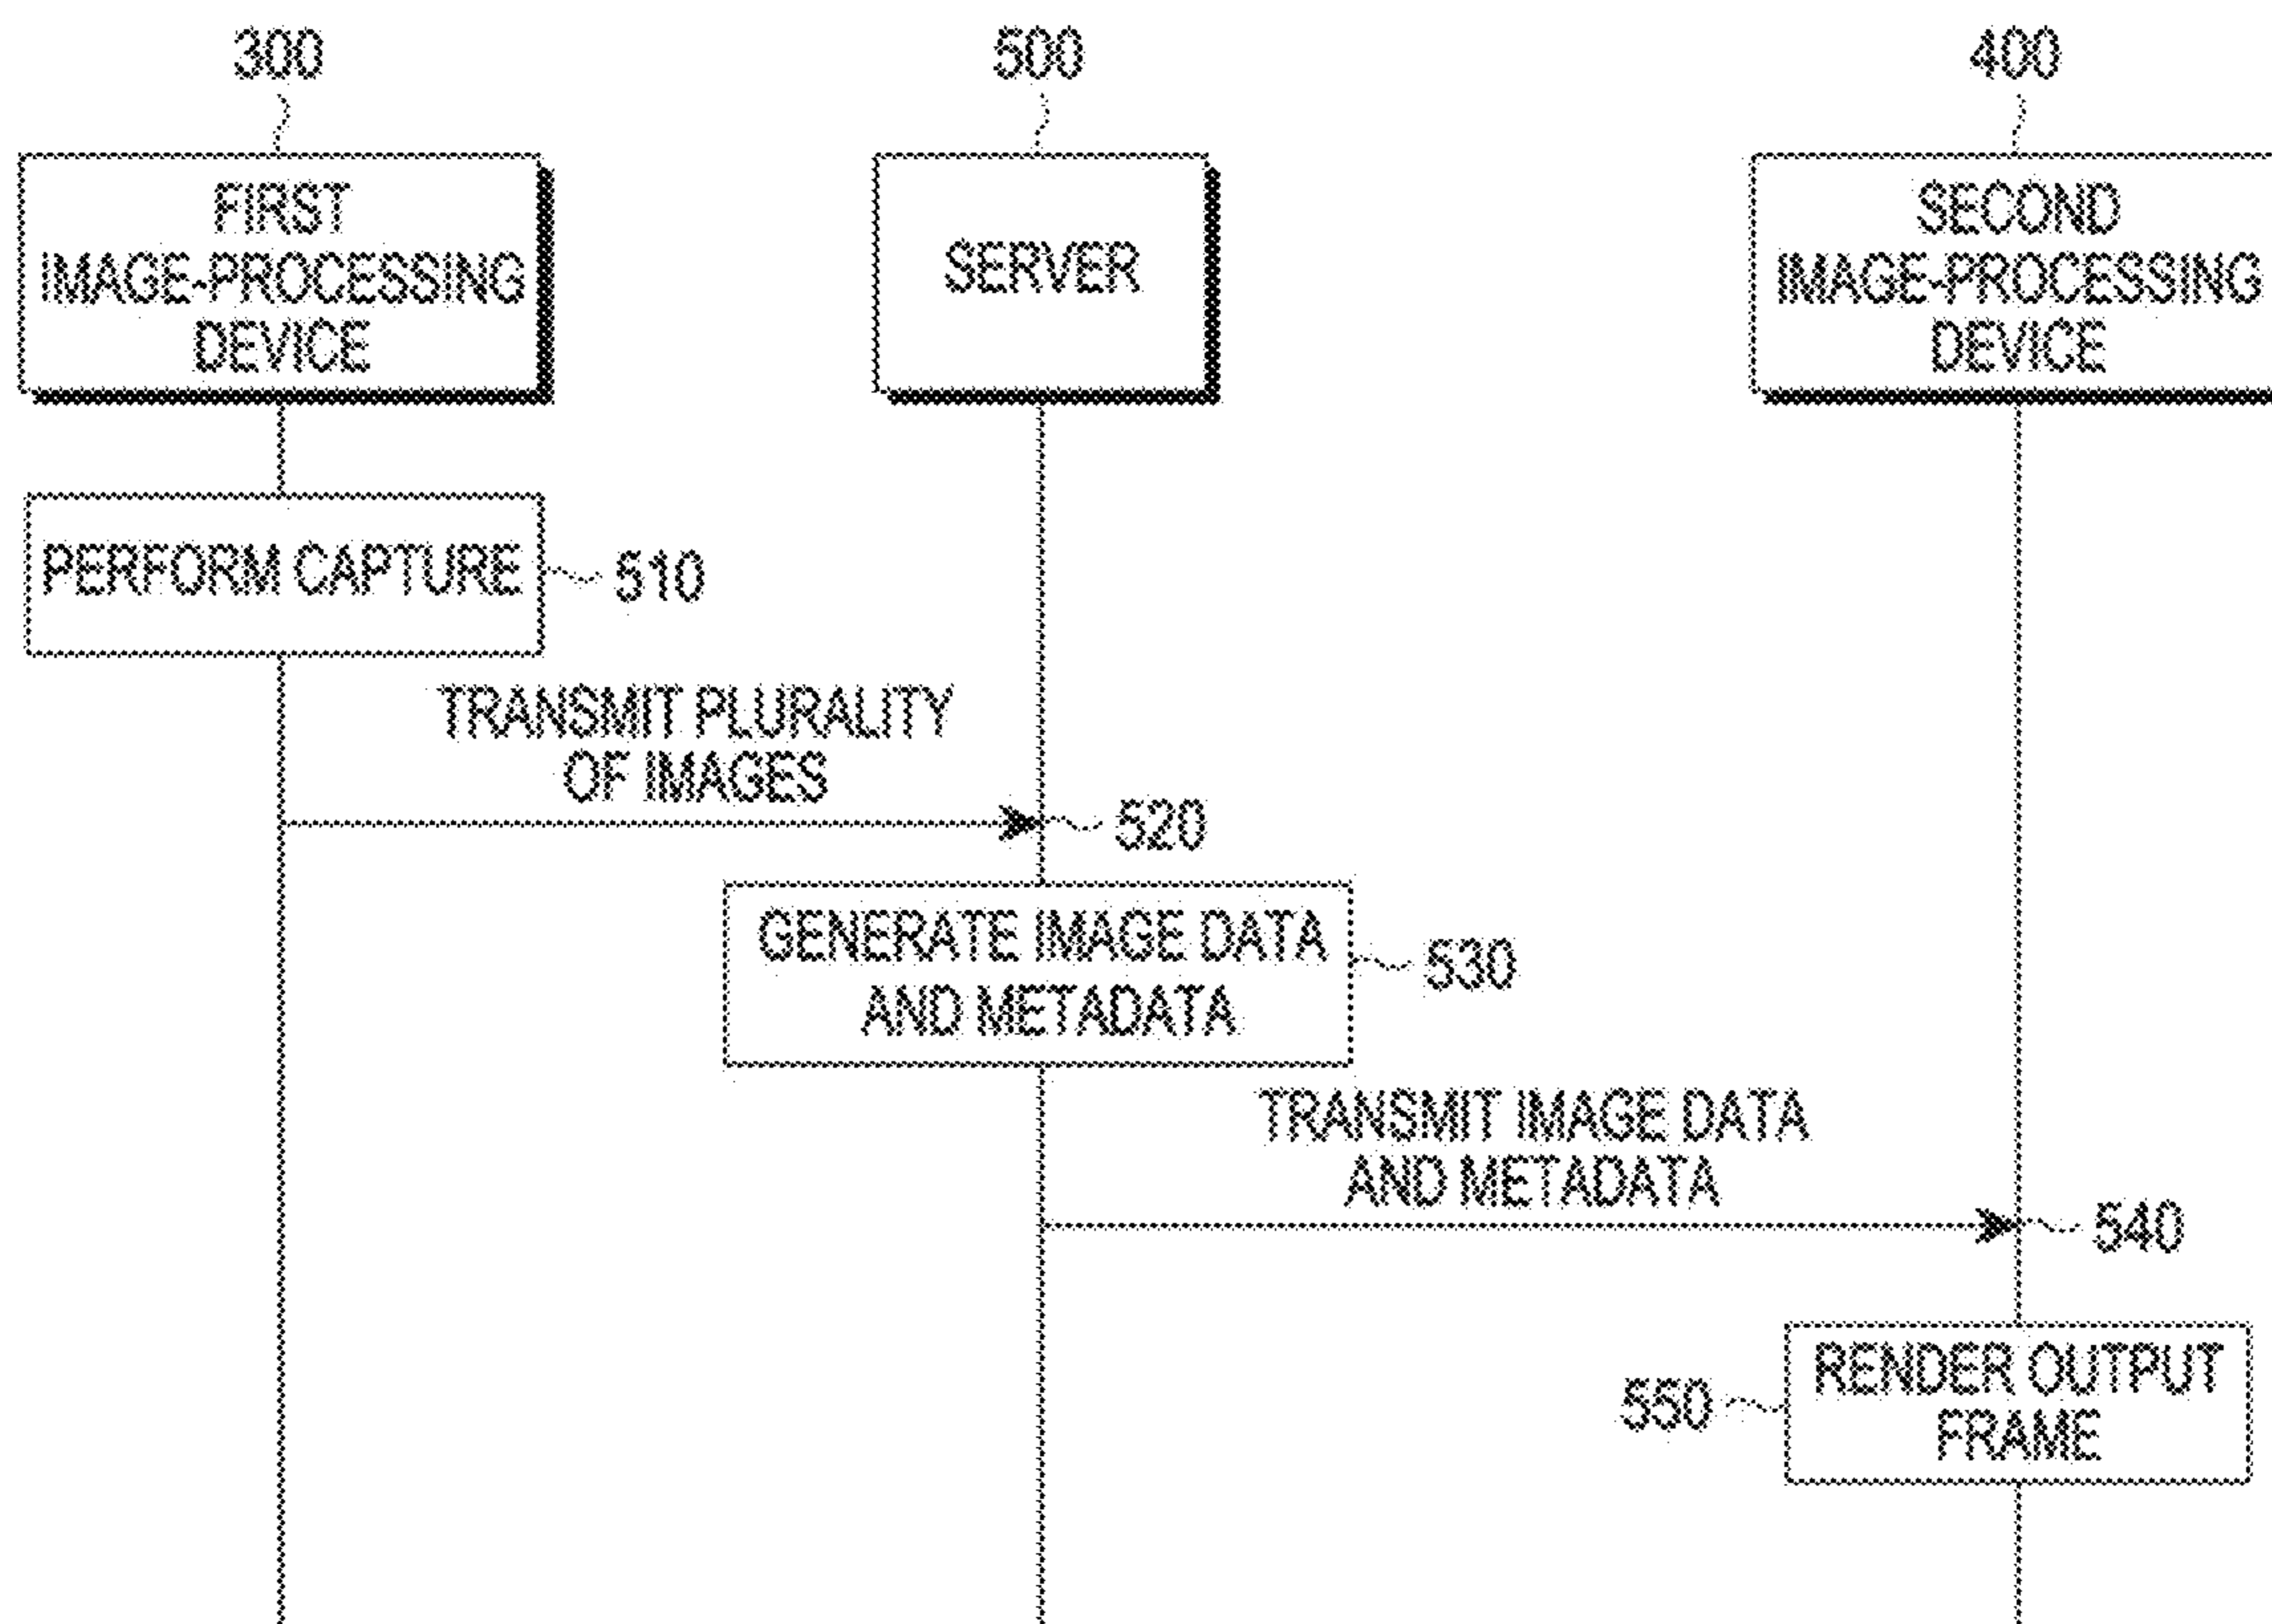 300
500
400
FIRST
IMAGE-PROCESSING
DEVICE
SERVER
SECOND
IMAGE-PROCESSING
DEVICE
PERFORM CAPTURE
510
TRANSMIT PLURALITY
OF IMAGES
520
GENERATE IMAGE DATA
AND METADATA
530
TRANSMIT IMAGE DATA
AND METADATA
540
RENDER OUTPUT
FRAME
550